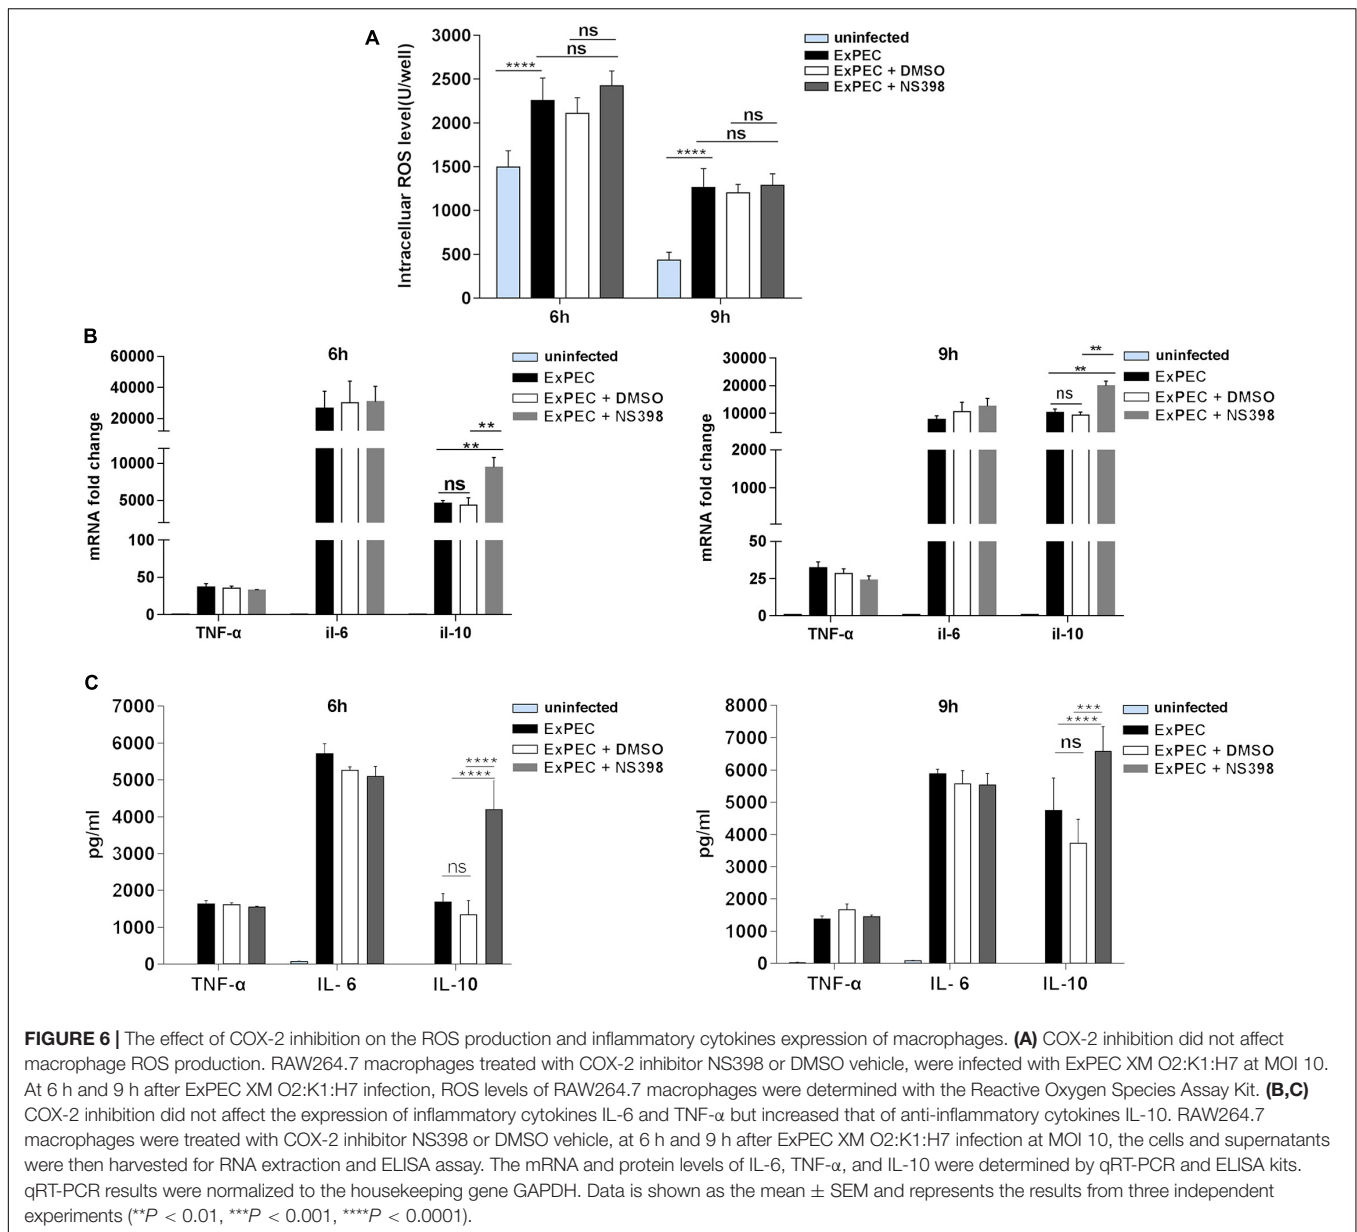 A
Intracelluar ROS level(U/well)
3000
2500
2000
1500
1000
500
0
****
ns
ns
****
ns
ns
6h
9h
uninfected
ExPEC
ExPEC + DMSO
ExPEC + NS398
B
6h
mRNA fold change
60000
40000
20000
10000
5000
100
50
0
ns
**
**
TNF-α
il-6
il-10
uninfected
ExPEC
ExPEC + DMSO
ExPEC + NS398
9h
mRNA fold change
30000
20000
10000
2000
1000
50
25
0
ns
**
**
TNF-α
il-6
il-10
uninfected
ExPEC
ExPEC + DMSO
ExPEC + NS398
C
6h
pg/ml
7000
6000
5000
4000
3000
2000
1000
0
ns
****
****
TNF-α
IL- 6
IL-10
uninfected
ExPEC
ExPEC + DMSO
ExPEC + NS398
9h
pg/ml
8000
7000
6000
5000
4000
3000
2000
1000
0
ns
***
****
TNF-α
IL- 6
IL-10
uninfected
ExPEC
ExPEC + DMSO
ExPEC + NS398
FIGURE 6 | The effect of COX-2 inhibition on the ROS production and inflammatory cytokines expression of macrophages. (A) COX-2 inhibition did not affect
macrophage ROS production. RAW264.7 macrophages treated with COX-2 inhibitor NS398 or DMSO vehicle, were infected with ExPEC XM O2:K1:H7 at MOI 10.
At 6 h and 9 h after ExPEC XM O2:K1:H7 infection, ROS levels of RAW264.7 macrophages were determined with the Reactive Oxygen Species Assay Kit. (B,C)
COX-2 inhibition did not affect the expression of inflammatory cytokines IL-6 and TNF-α but increased that of anti-inflammatory cytokines IL-10. RAW264.7
macrophages were treated with COX-2 inhibitor NS398 or DMSO vehicle, at 6 h and 9 h after ExPEC XM O2:K1:H7 infection at MOI 10, the cells and supernatants
were then harvested for RNA extraction and ELISA assay. The mRNA and protein levels of IL-6, TNF-α, and IL-10 were determined by qRT-PCR and ELISA kits.
qRT-PCR results were normalized to the housekeeping gene GAPDH. Data is shown as the mean ± SEM and represents the results from three independent
experiments (**P < 0.01, ***P < 0.001, ****P < 0.0001).